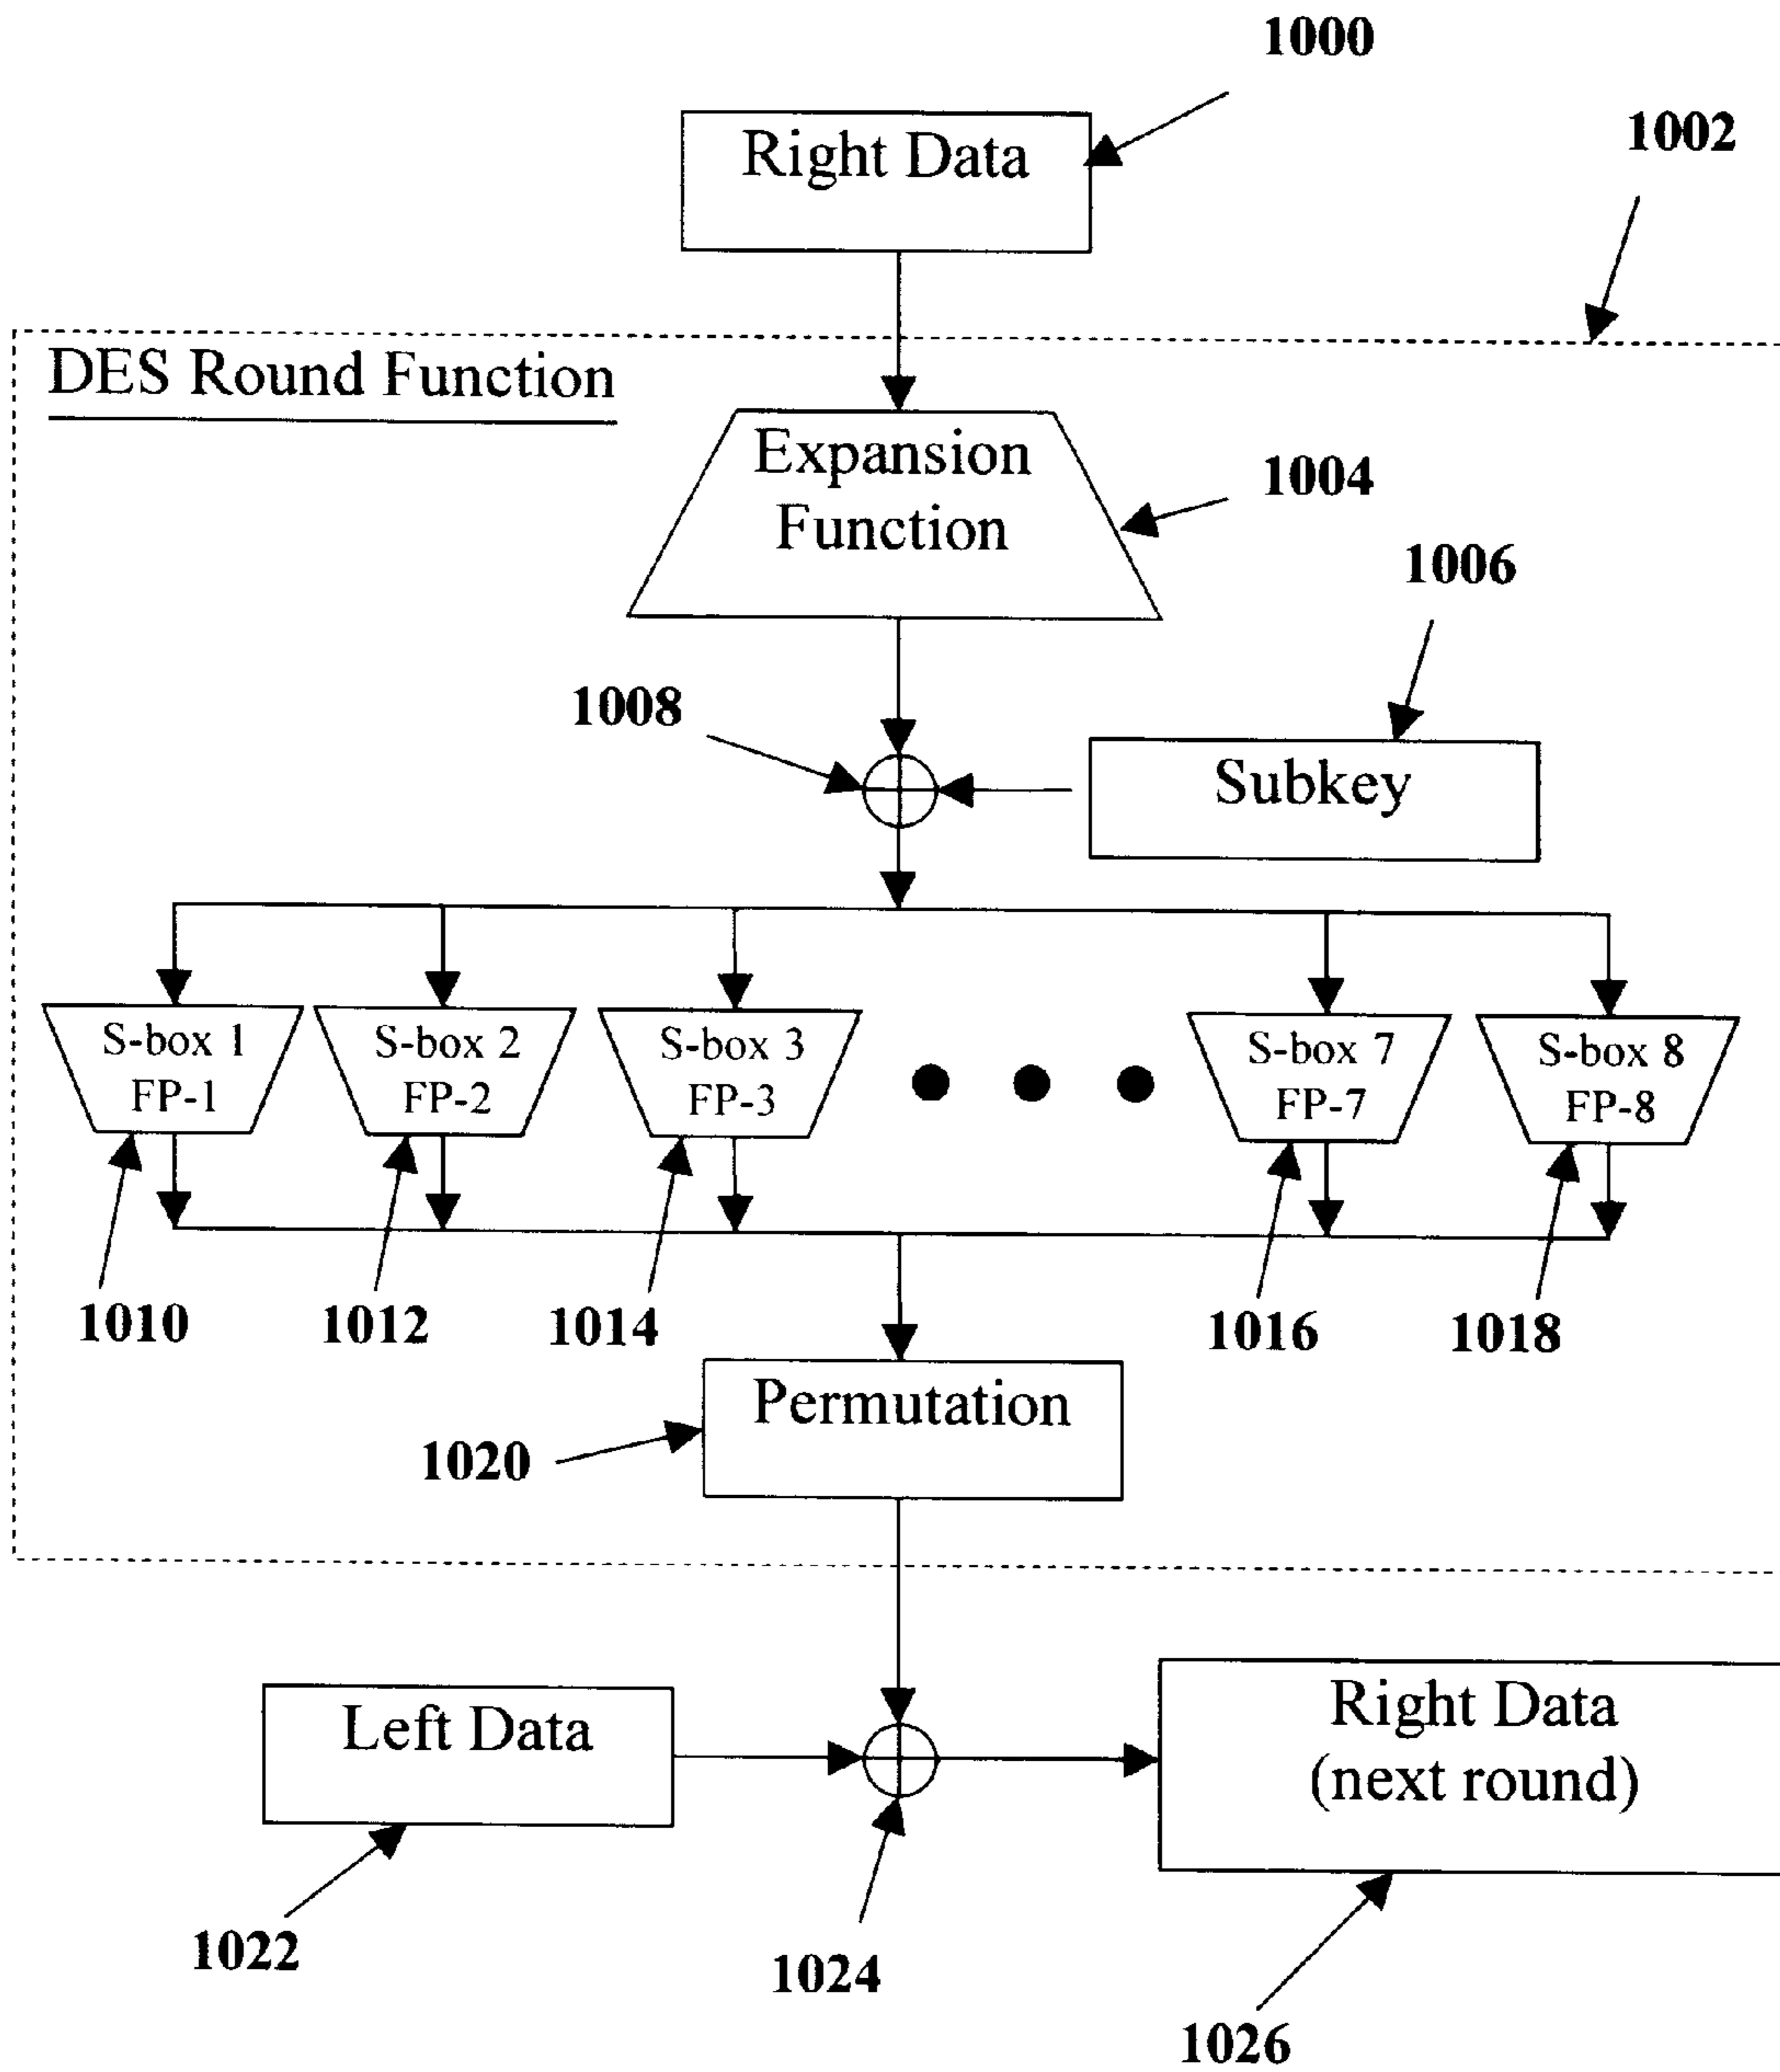 1000
1002
Right Data
DES Round Function
Expansion
Function
1004
1006
1008
Subkey
S-box 1
FP-1
S-box 2
FP-2
S-box 3
FP-3
S-box 7
FP-7
S-box 8
FP-8
1010
1012
1014
1016
1018
Permutation
1020
Left Data
Right Data
(next round)
1022
1024
1026